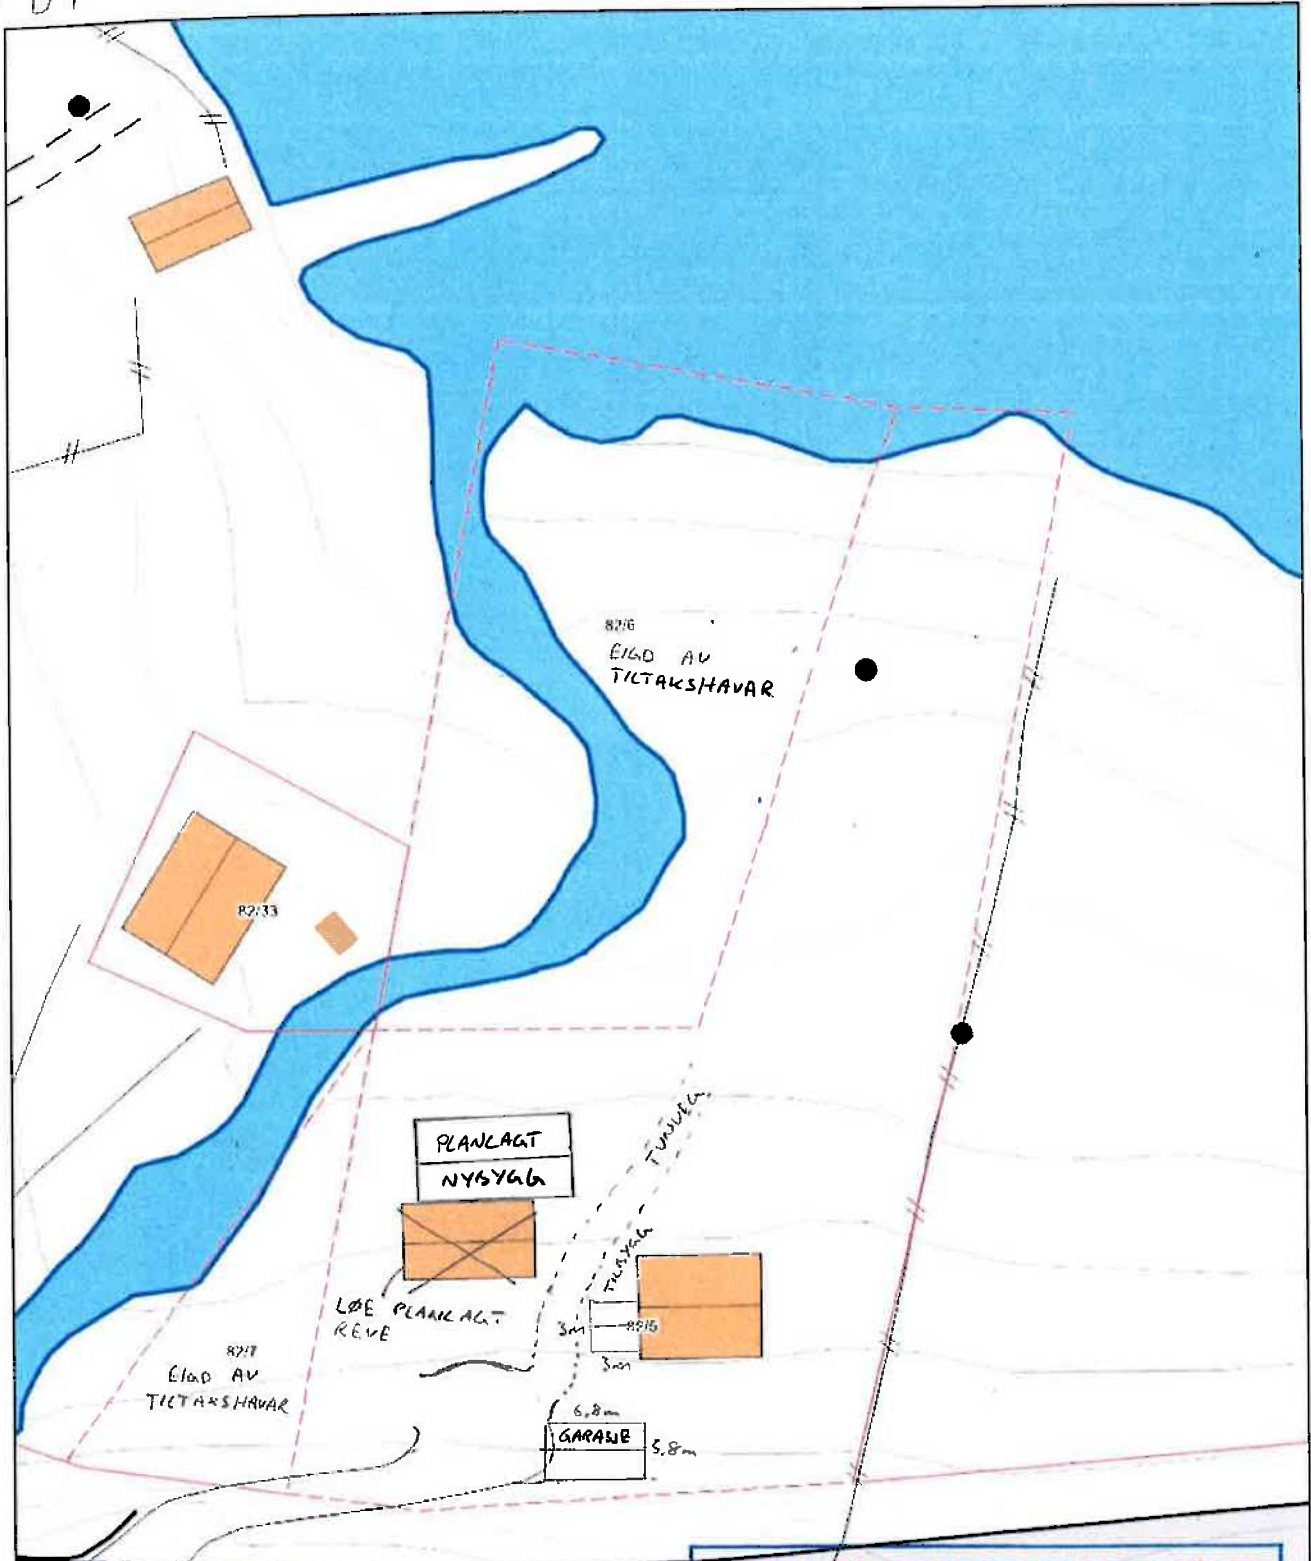 82/6
EIGD AV
TILTAKSHAVAR
82/33
TUNVEG
PLANLAGT
NYBYGG
TILBYGG
LØE PLANLAGT
REVE
3m
82/5
3m
82/7
EIGD AV
TILTAKSHAVAR
6,8m
GARASJE
5,8m